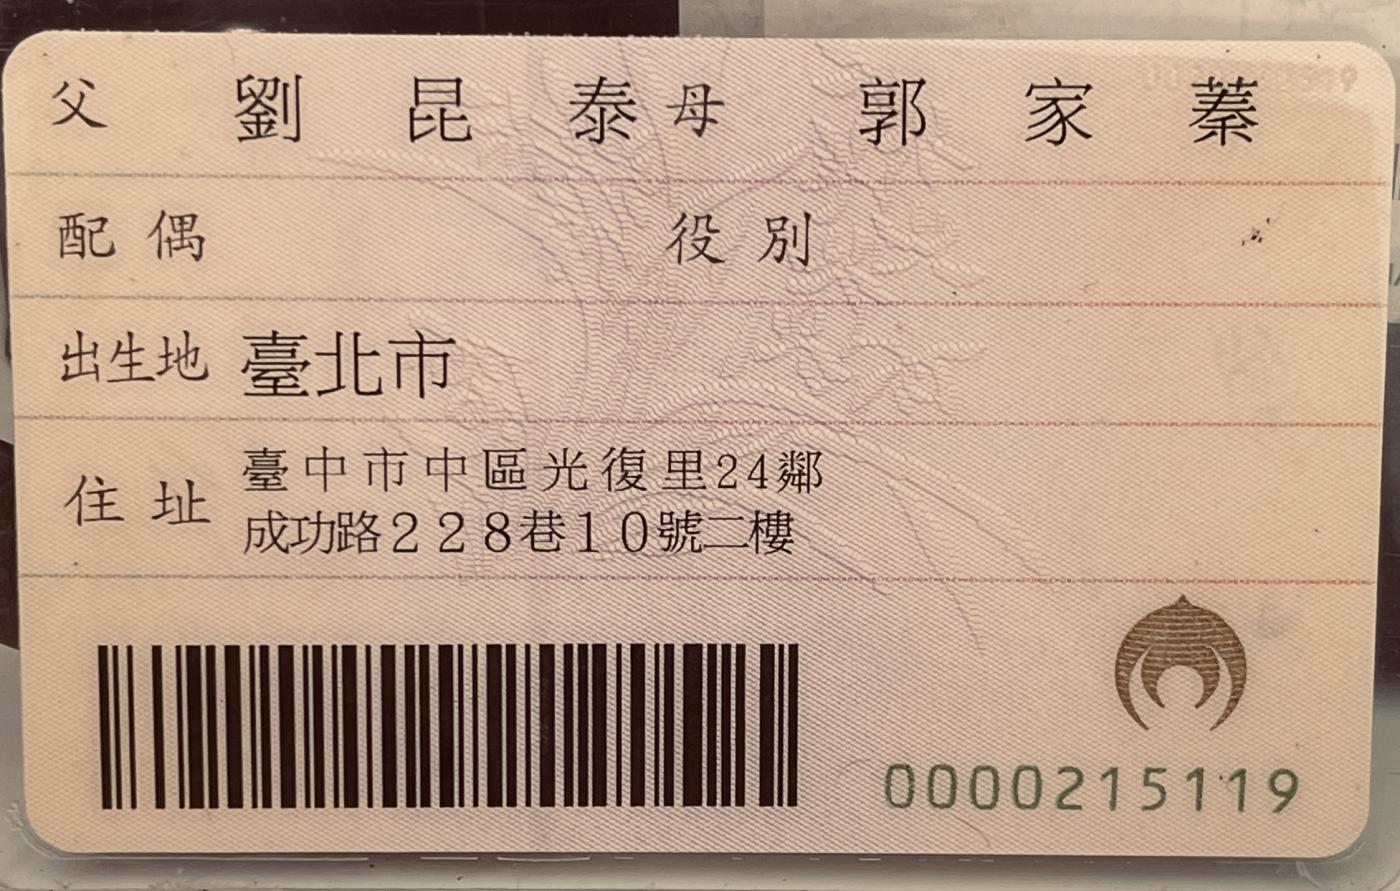 父 劉昆泰 母 郭家蓁
配偶 役別
出生地 臺北市
住址 臺中市中區光復里24鄰
成功路228巷10號二樓
0000215119